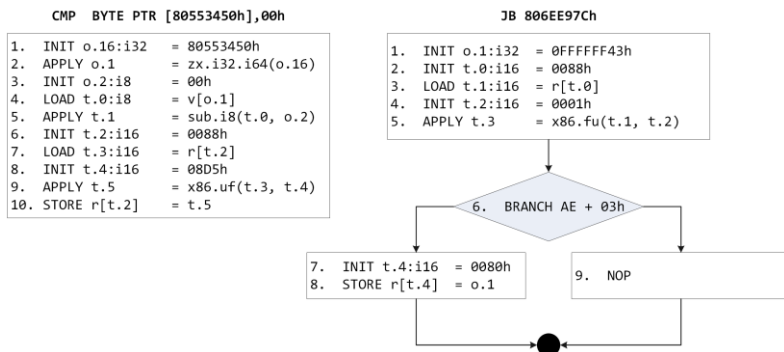 CMP BYTE PTR [80553450h],00h
1. INIT o.16:i32 = 80553450h
2. APPLY o.1 = zx.i32.i64(o.16)
3. INIT o.2:i8 = 00h
4. LOAD t.0:i8 = v[o.1]
5. APPLY t.1 = sub.i8(t.0, o.2)
6. INIT t.2:i16 = 0088h
7. LOAD t.3:i16 = r[t.2]
8. INIT t.4:i16 = 08D5h
9. APPLY t.5 = x86.uf(t.3, t.4)
10. STORE r[t.2] = t.5
JB 806EE97Ch
1. INIT o.1:i32 = 0FFFFFF43h
2. INIT t.0:i16 = 0088h
3. LOAD t.1:i16 = r[t.0]
4. INIT t.2:i16 = 0001h
5. APPLY t.3 = x86.fu(t.1, t.2)
6. BRANCH AE + 03h
7. INIT t.4:i16 = 0080h
8. STORE r[t.4] = o.1
9. NOP